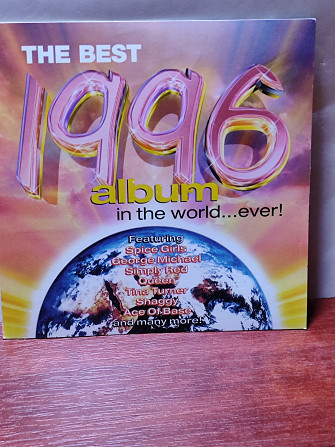 THE BEST
1996
album
in the world...ever!
Featuring
Spice Girls
George Michael
Simply Red
Queen
Tina Turner
Shaggy
Ace Of Base
and many more!